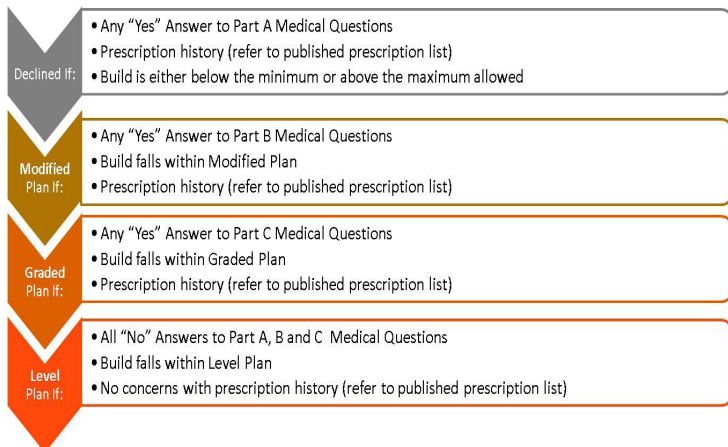 • Any “Yes” Answer to Part A Medical Questions
• Prescription history (refer to published prescription list)
Declined If:
• Build is either below the minimum or above the maximum allowed
• Any “Yes” Answer to Part B Medical Questions
Modified
• Build falls within Modified Plan
Plan If:
• Prescription history (refer to published prescription list)
• Any “Yes” Answer to Part C Medical Questions
Graded
• Build falls within Graded Plan
Plan If:
• Prescription history (refer to published prescription list)
• All “No” Answers to Part A, B and C Medical Questions
Level
• Build falls within Level Plan
Plan If:
• No concerns with prescription history (refer to published prescription list)